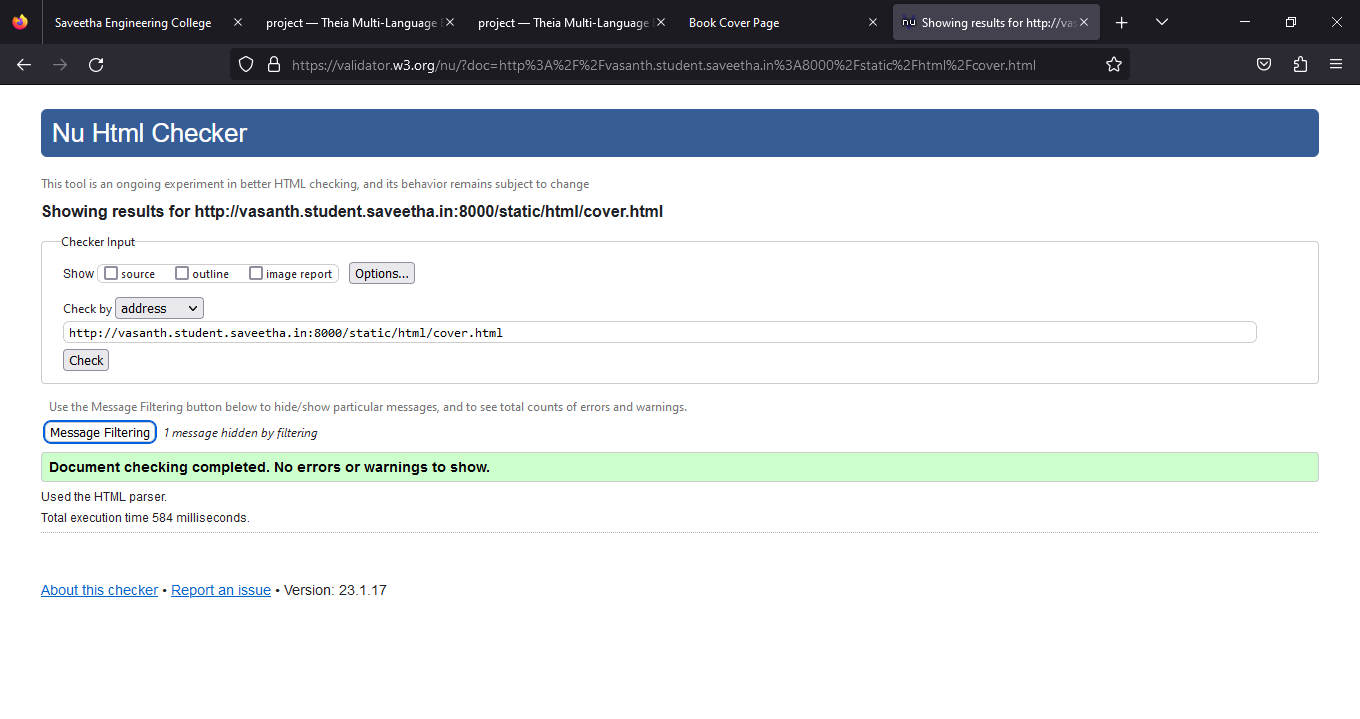 Saveetha Engineering College
project — Theia Multi-Language
project — Theia Multi-Language
Book Cover Page
nu Showing results for http://vas
https://validator.w3.org/nu/?doc=http%3A%2F%2Fvasanth.student.saveetha.in%3A8000%2Fstatic%2Fhtml%2Fcover.html
Nu Html Checker
This tool is an ongoing experiment in better HTML checking, and its behavior remains subject to change
Showing results for http://vasanth.student.saveetha.in:8000/static/html/cover.html
Checker Input
Show source outline image report Options...
Check by address
http://vasanth.student.saveetha.in:8000/static/html/cover.html
Check
Use the Message Filtering button below to hide/show particular messages, and to see total counts of errors and warnings.
Message Filtering 1 message hidden by filtering
Document checking completed. No errors or warnings to show.
Used the HTML parser.
Total execution time 584 milliseconds.
About this checker • Report an issue • Version: 23.1.17